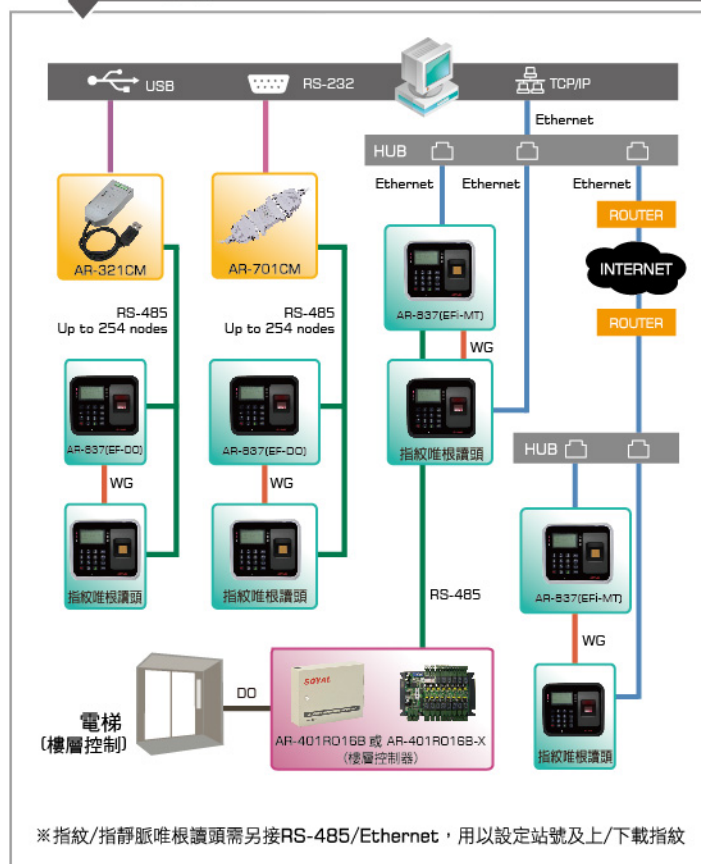 USB
RS-232
TCP/IP
Ethernet
HUB
Ethernet
Ethernet
Ethernet
ROUTER
INTERNET
ROUTER
AR-321CM
AR-701CM
AR-837(EFi-MT)
RS-485
Up to 254 nodes
RS-485
Up to 254 nodes
WG
指紋唯根讀頭
AR-837(EF-DO)
AR-837(EF-DO)
HUB
WG
WG
指紋唯根讀頭
指紋唯根讀頭
RS-485
AR-837(EFi-MT)
WG
指紋唯根讀頭
電梯
(樓層控制)
DO
SOYAL
AR-401RO16B 或 AR-401RO16B-X
(樓層控制器)
※指紋/指靜脈唯根讀頭需另接RS-485/Ethernet，用以設定站號及上/下載指紋